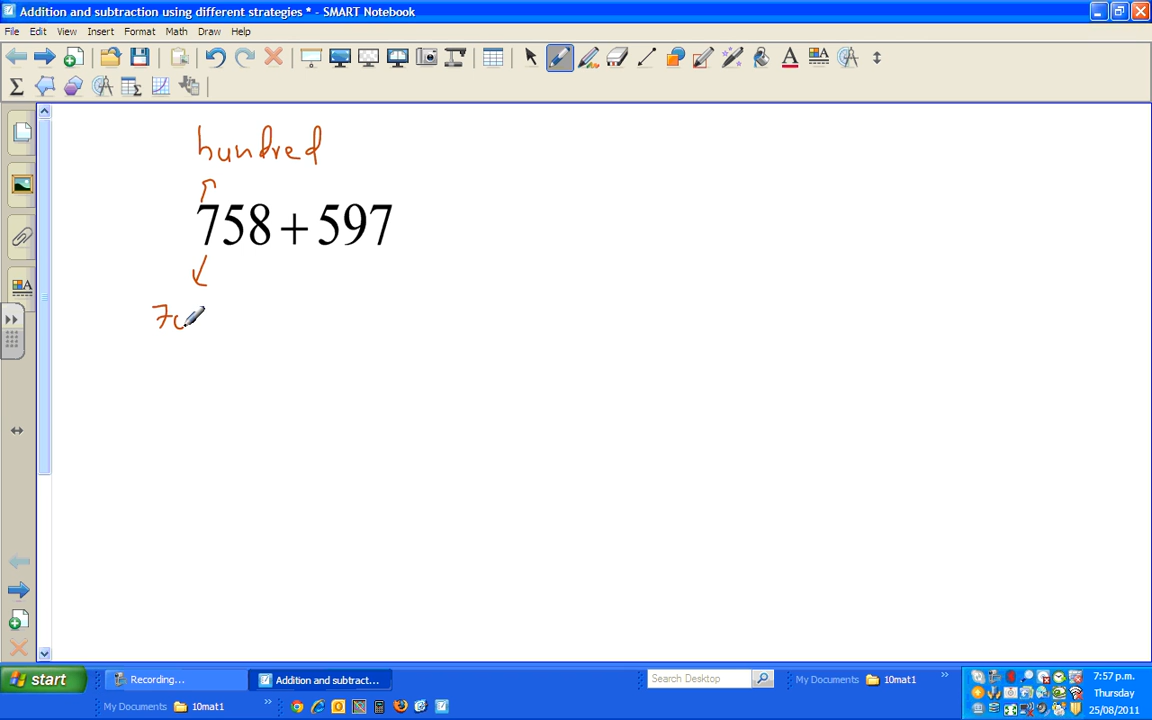 Addition and subtraction using different strategies * - SMART Notebook
File Edit View Insert Format Math Draw Help
hundred
758 + 597
start
Recording...
Addition and subtract...
Search Desktop
My Documents
10mat1
»
7:57 p.m.
My Documents
10mat1
»
Thursday
25/08/2011